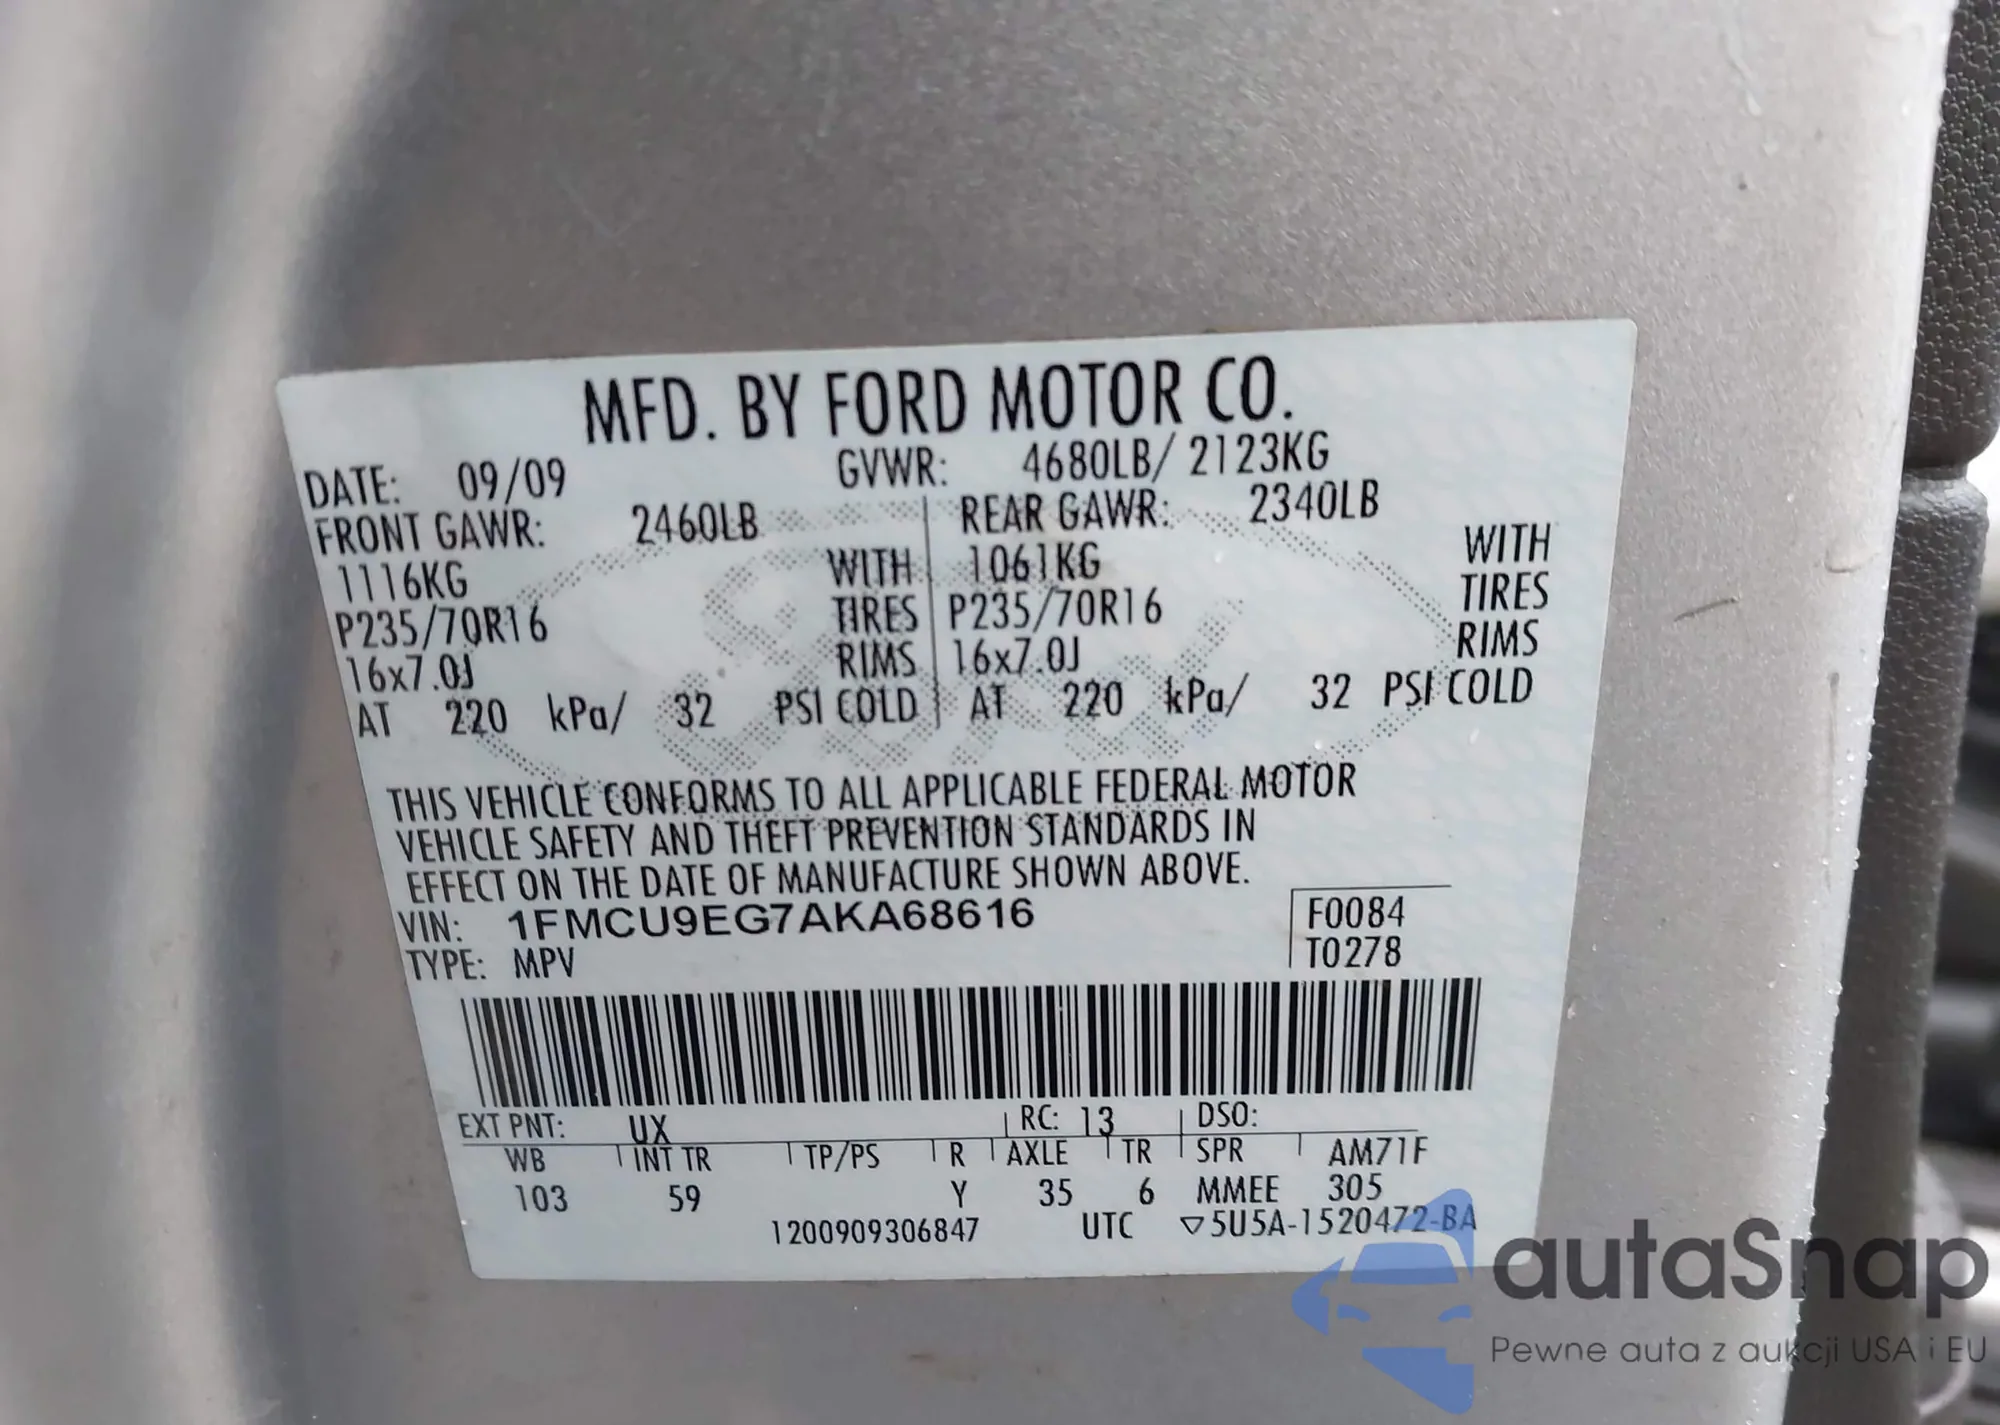 MFD. BY FORD MOTOR CO.
DATE: 09/09 GVWR: 4680LB/ 2123KG
FRONT GAWR: 2460LB REAR GAWR: 2340LB
1116KG WITH 1061KG WITH
P235/70R16 TIRES P235/70R16 TIRES
16x7.0J RIMS 16x7.0J RIMS
AT 220 kPa/ 32 PSI COLD AT 220 kPa/ 32 PSI COLD
THIS VEHICLE CONFORMS TO ALL APPLICABLE FEDERAL MOTOR
VEHICLE SAFETY AND THEFT PREVENTION STANDARDS IN
EFFECT ON THE DATE OF MANUFACTURE SHOWN ABOVE.
VIN: 1FMCU9EG7AKA68616 F0084
TYPE: MPV T0278
EXT PNT: UX RC: 13 DSO:
WB INT TR TP/PS R AXLE TR SPR AM71F
103 59 Y 35 6 MMEE 305
1200909306847 UTC ▽5U5A-1520472-BA
autaSnap
Pewne auta z aukcji USA i EU